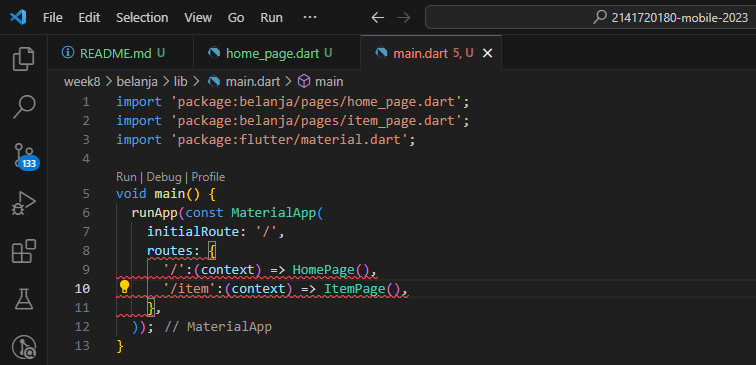 File Edit Selection View Go Run ··· 2141720180-mobile-2023
README.md U home_page.dart U main.dart 5, U
week8 > belanja > lib > main.dart > main
1 import 'package:belanja/pages/home_page.dart';
2 import 'package:belanja/pages/item_page.dart';
3 import 'package:flutter/material.dart';
4
Run | Debug | Profile
5 void main() {
6 runApp(const MaterialApp(
7 initialRoute: '/',
8 routes: {
9 '/':(context) => HomePage(),
10 '/item':(context) => ItemPage(),
11 },
12 )); // MaterialApp
13 }
133